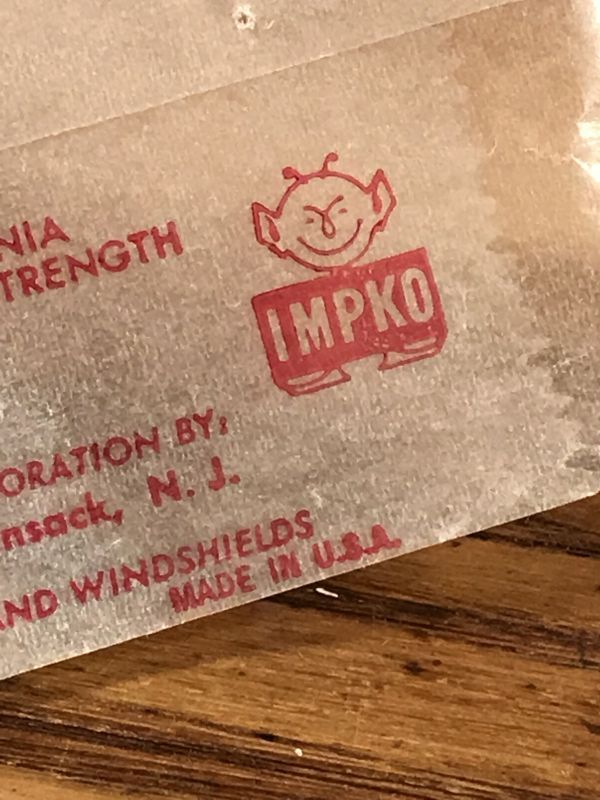 NIA
TRENGTH
IMPKO
ORATION BY:
nsack, N. J.
AND WINDSHIELDS
MADE IN U.S.A.